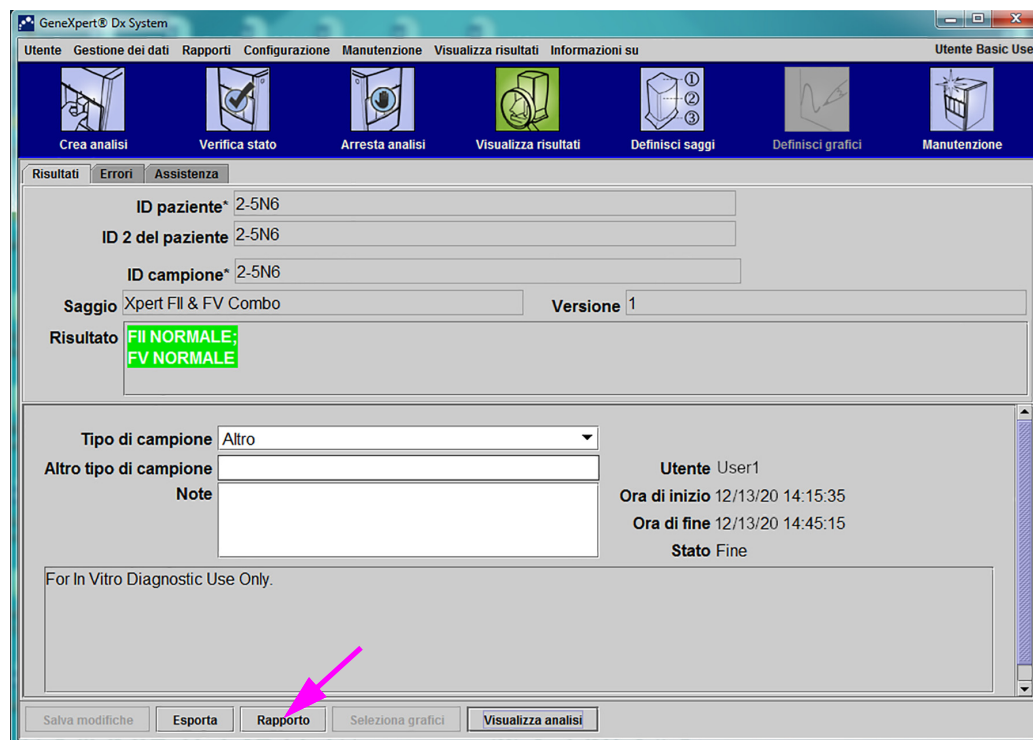 GeneXpert® Dx System
Utente Gestione dei dati Rapporti Configurazione Manutenzione Visualizza risultati Informazioni su Utente Basic Use
Crea analisi Verifica stato Arresta analisi Visualizza risultati Definisci saggi Definisci grafici Manutenzione
Risultati Errori Assistenza
ID paziente* 2-5N6
ID 2 del paziente 2-5N6
ID campione* 2-5N6
Saggio Xpert FII & FV Combo Versione 1
Risultato FII NORMALE;
FV NORMALE
Tipo di campione Altro
Altro tipo di campione Utente User1
Note Ora di inizio 12/13/20 14:15:35
Ora di fine 12/13/20 14:45:15
Stato Fine
For In Vitro Diagnostic Use Only.
Salva modifiche Esporta Rapporto Seleziona grafici Visualizza analisi